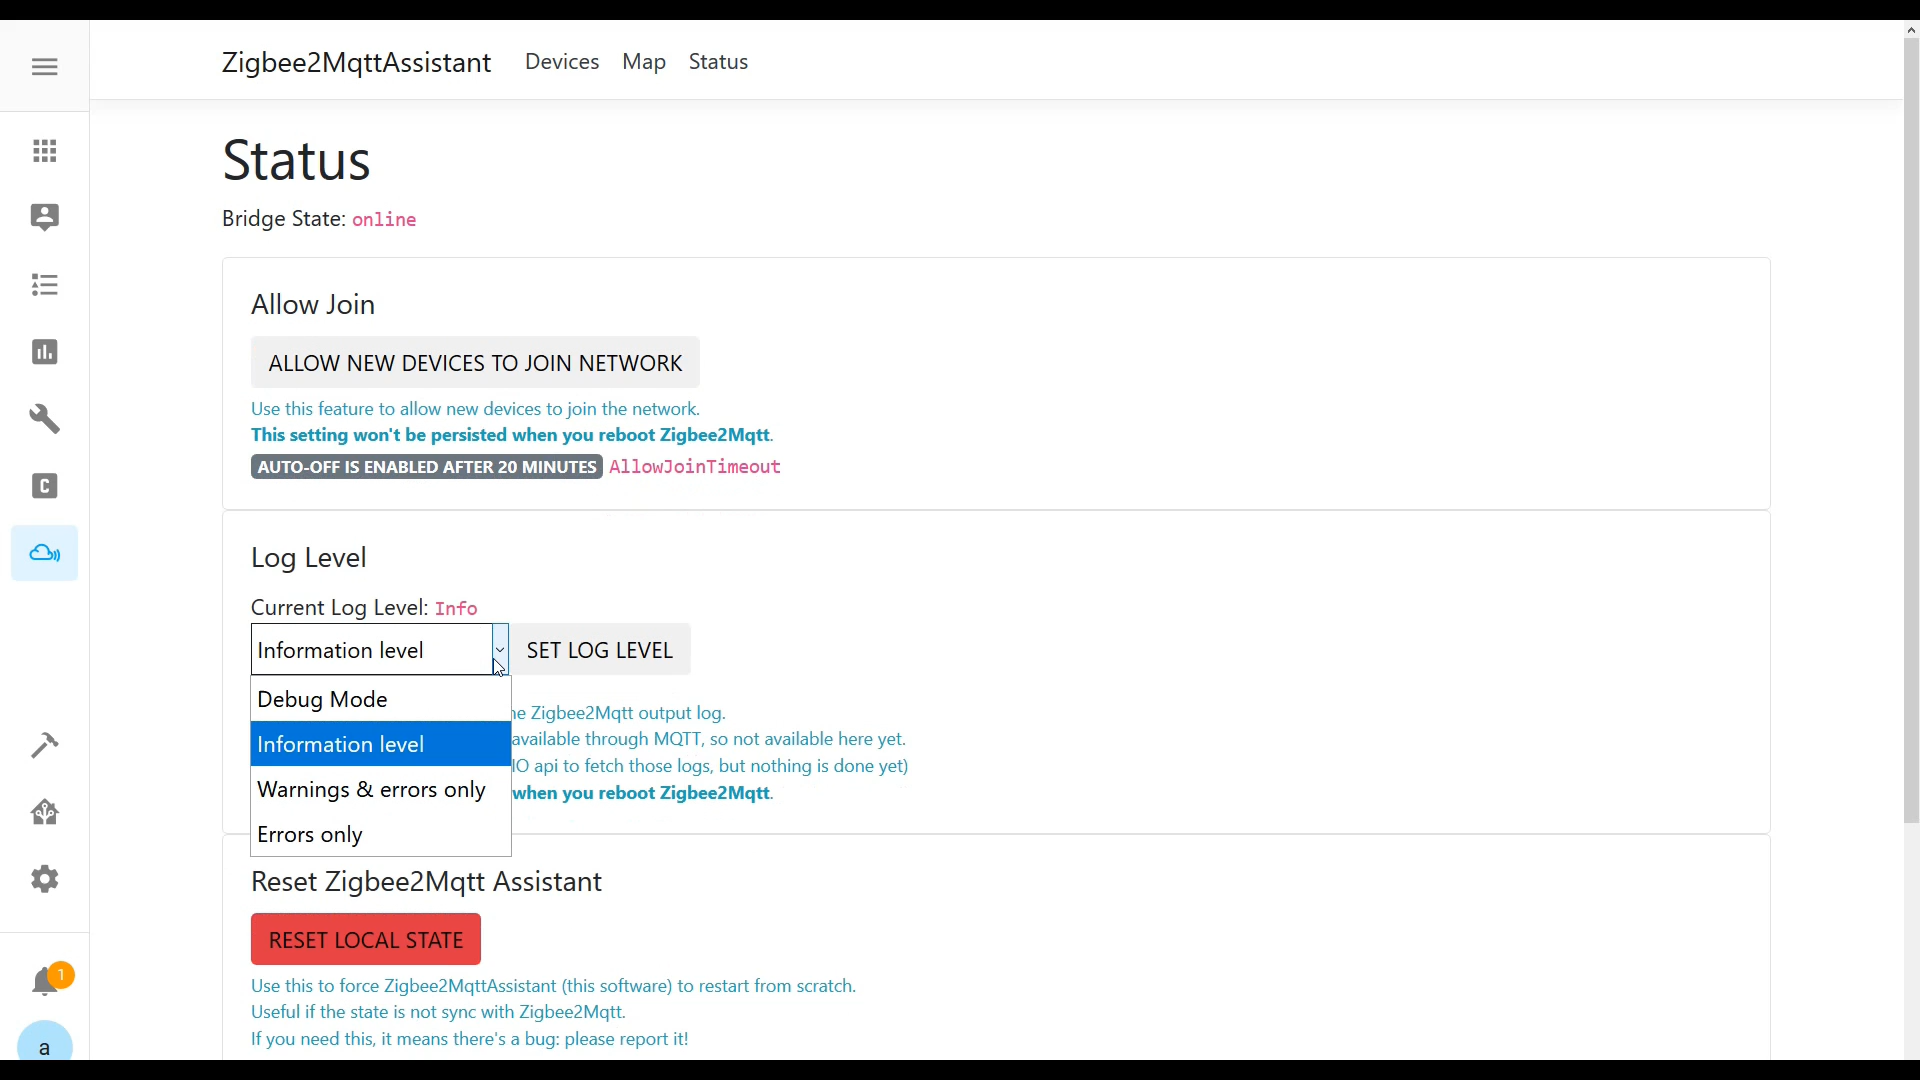 Zigbee2MqttAssistant Devices Map Status
Status
Bridge State: online
Allow Join
ALLOW NEW DEVICES TO JOIN NETWORK
Use this feature to allow new devices to join the network.
This setting won't be persisted when you reboot Zigbee2Mqtt.
AUTO-OFF IS ENABLED AFTER 20 MINUTES AllowJoinTimeout
Log Level
Current Log Level: Info
Information level SET LOG LEVEL
Debug Mode
Zigbee2Mqtt output log.
Information level
available through MQTT, so not available here yet.
api to fetch those logs, but nothing is done yet)
Warnings & errors only
when you reboot Zigbee2Mqtt.
Errors only
Reset Zigbee2Mqtt Assistant
RESET LOCAL STATE
Use this to force Zigbee2MqttAssistant (this software) to restart from scratch.
Useful if the state is not sync with Zigbee2Mqtt.
If you need this, it means there's a bug: please report it!
C
1
a